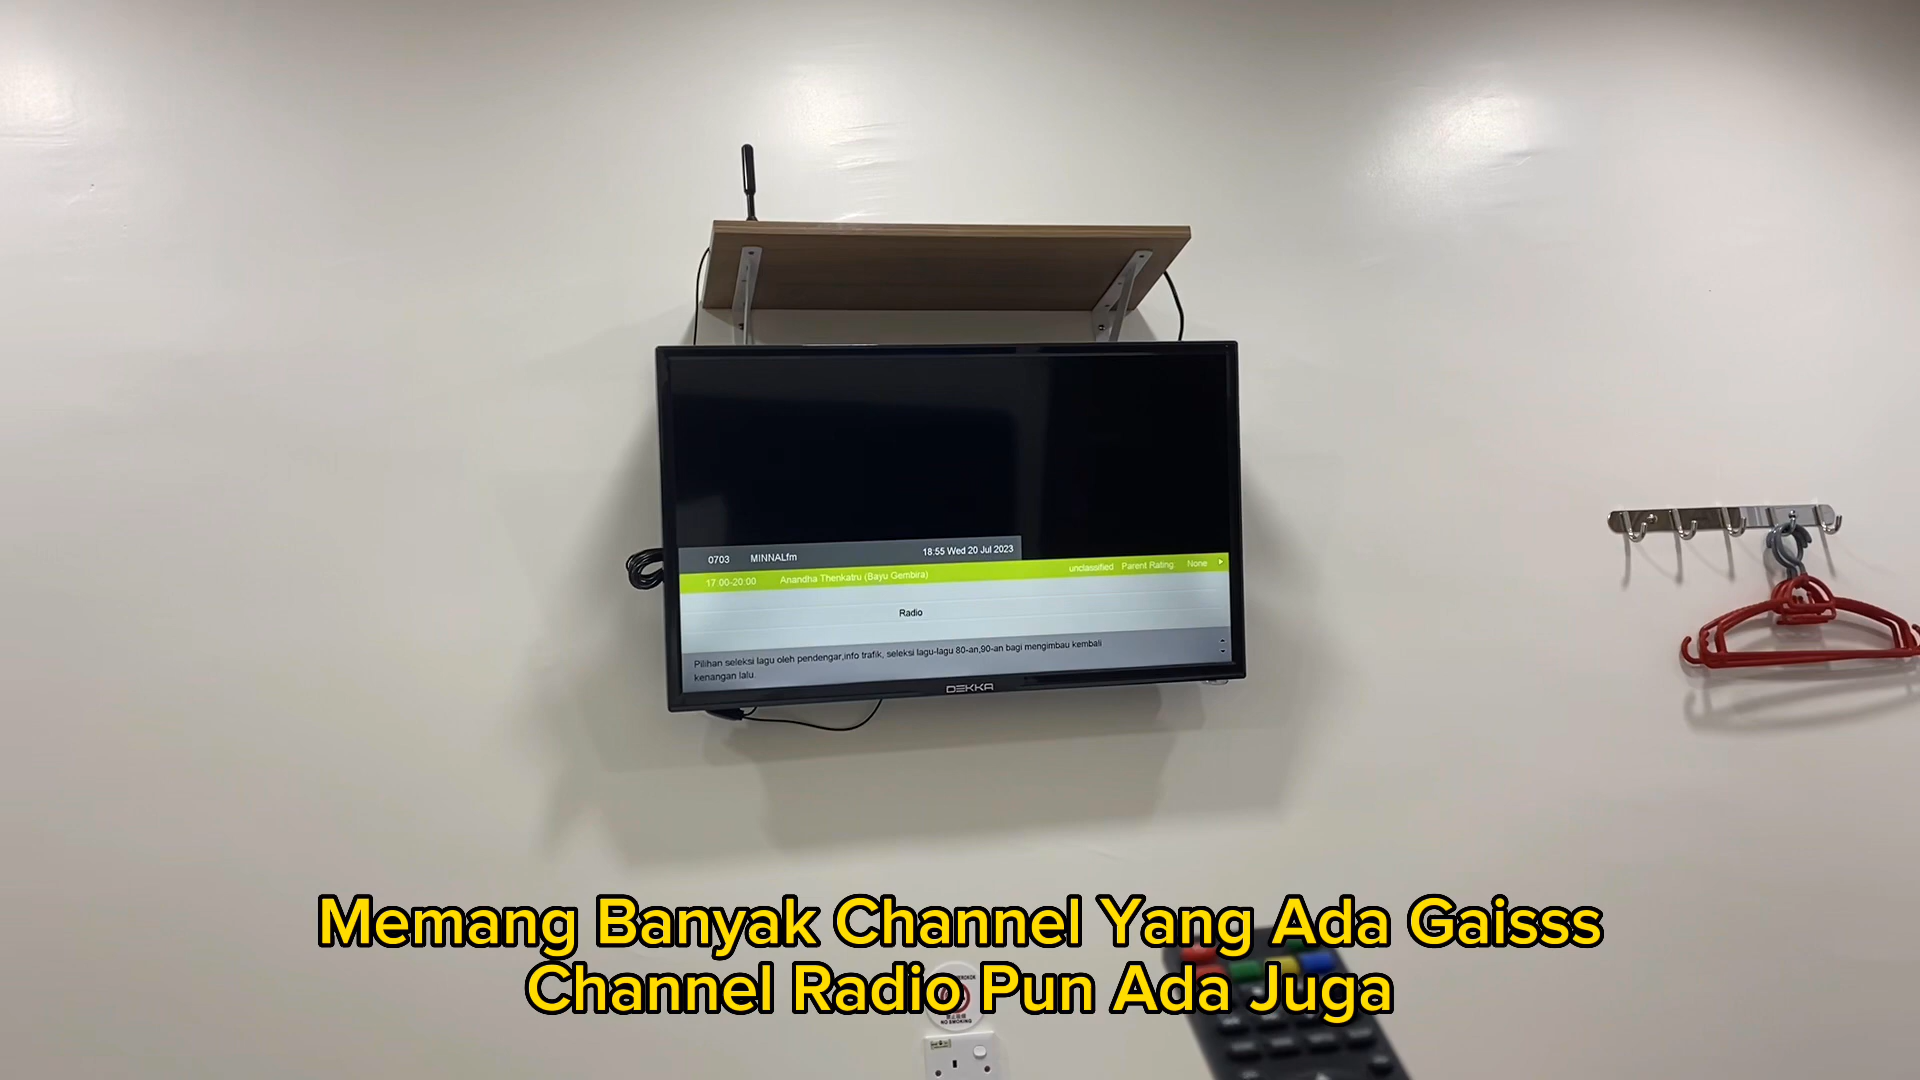 0703 MINNALfm 18:55 Wed 20 Jul 2023
17:00-20:00 Anandha Thenkatru (Bayu Gembira) unclassified Parent Rating None
Radio
Pilihan seleksi lagu oleh pendengar,info trafik, seleksi lagu-lagu 80-an,90-an bagi mengimbau kembali
kenangan lalu.
DEKKA
Memang Banyak Channel Yang Ada Gaisss
Channel Radio Pun Ada Juga
NO SMOKING